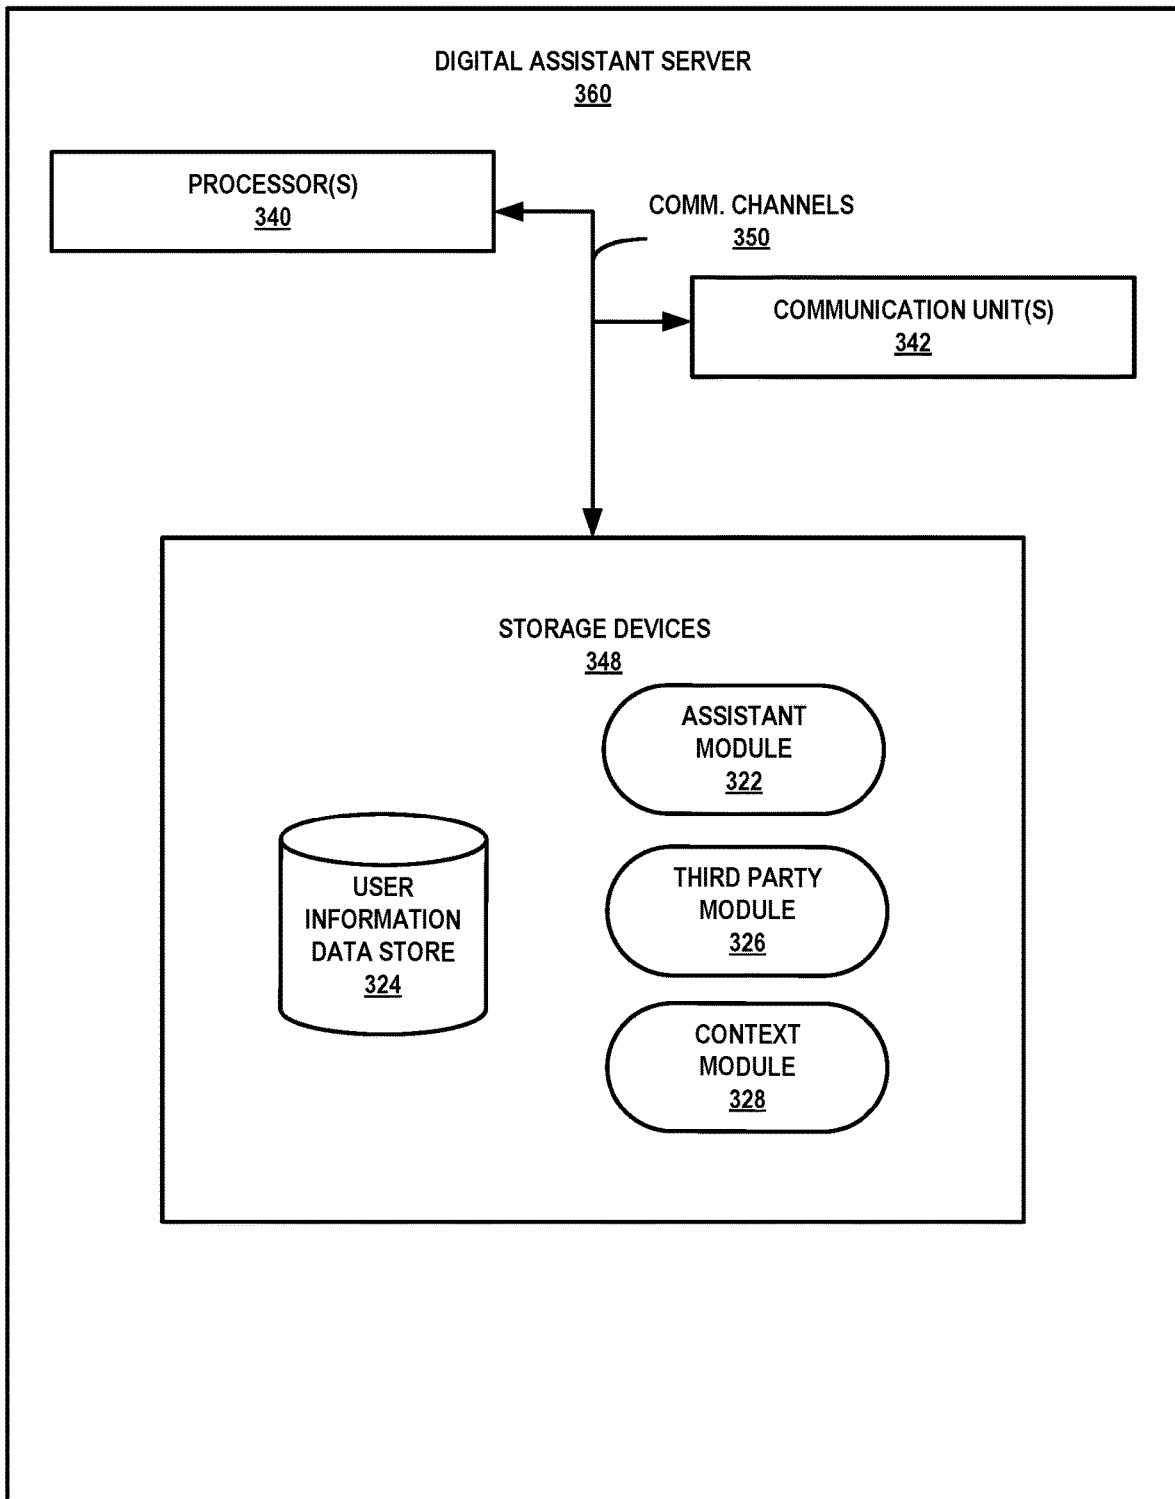 DIGITAL ASSISTANT SERVER
360
PROCESSOR(S)
340
COMM. CHANNELS
350
COMMUNICATION UNIT(S)
342
STORAGE DEVICES
348
ASSISTANT
MODULE
322
USER
INFORMATION
DATA STORE
324
THIRD PARTY
MODULE
326
CONTEXT
MODULE
328